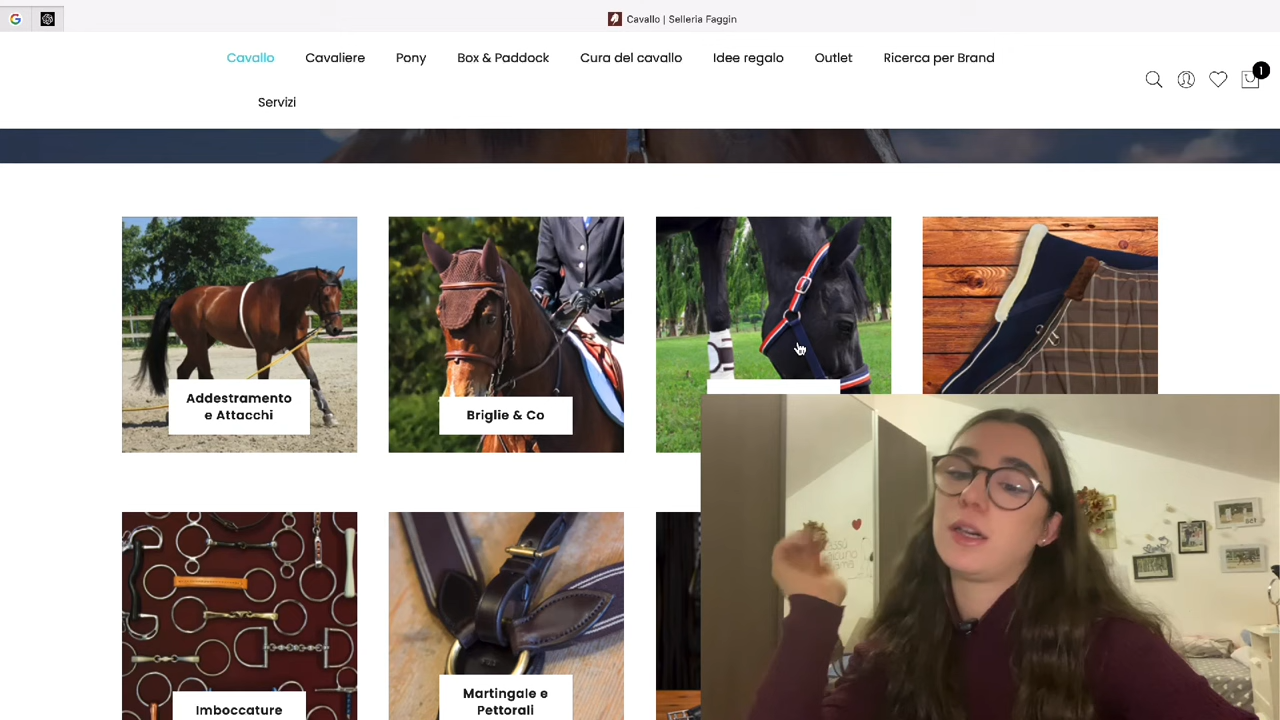 Cavallo | Selleria Faggin
Cavallo Cavaliere Pony Box & Paddock Cura del cavallo Idee regalo Outlet Ricerca per Brand
1
Servizi
Addestramento
e Attacchi
Briglie & Co
Imboccature
Martingale e
Pettorali